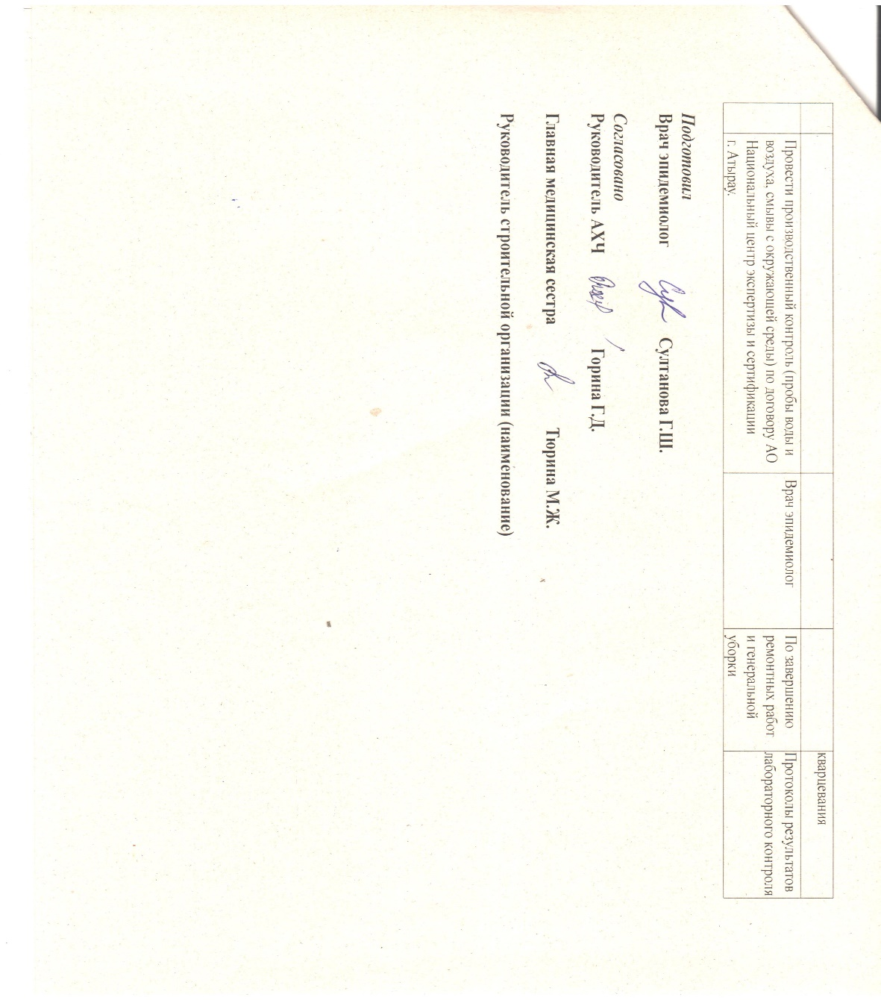 кварцевания
Провести производственный контроль (пробы воды и
воздуха, смывы с окружающей среды) по договору АО
Национальный центр экспертизы и сертификации
г. Атырау.
Врач эпидемиолог
По завершению
ремонтных работ
и генеральной
уборки
Протоколы результатов
лабораторного контроля
Подготовил
Врач эпидемиолог Султанова Г.Ш.
Согласовано
Руководитель АХЧ Горина Г.Д.
Главная медицинская сестра Тюрина М.Ж.
Руководитель строительной организации (наименование)